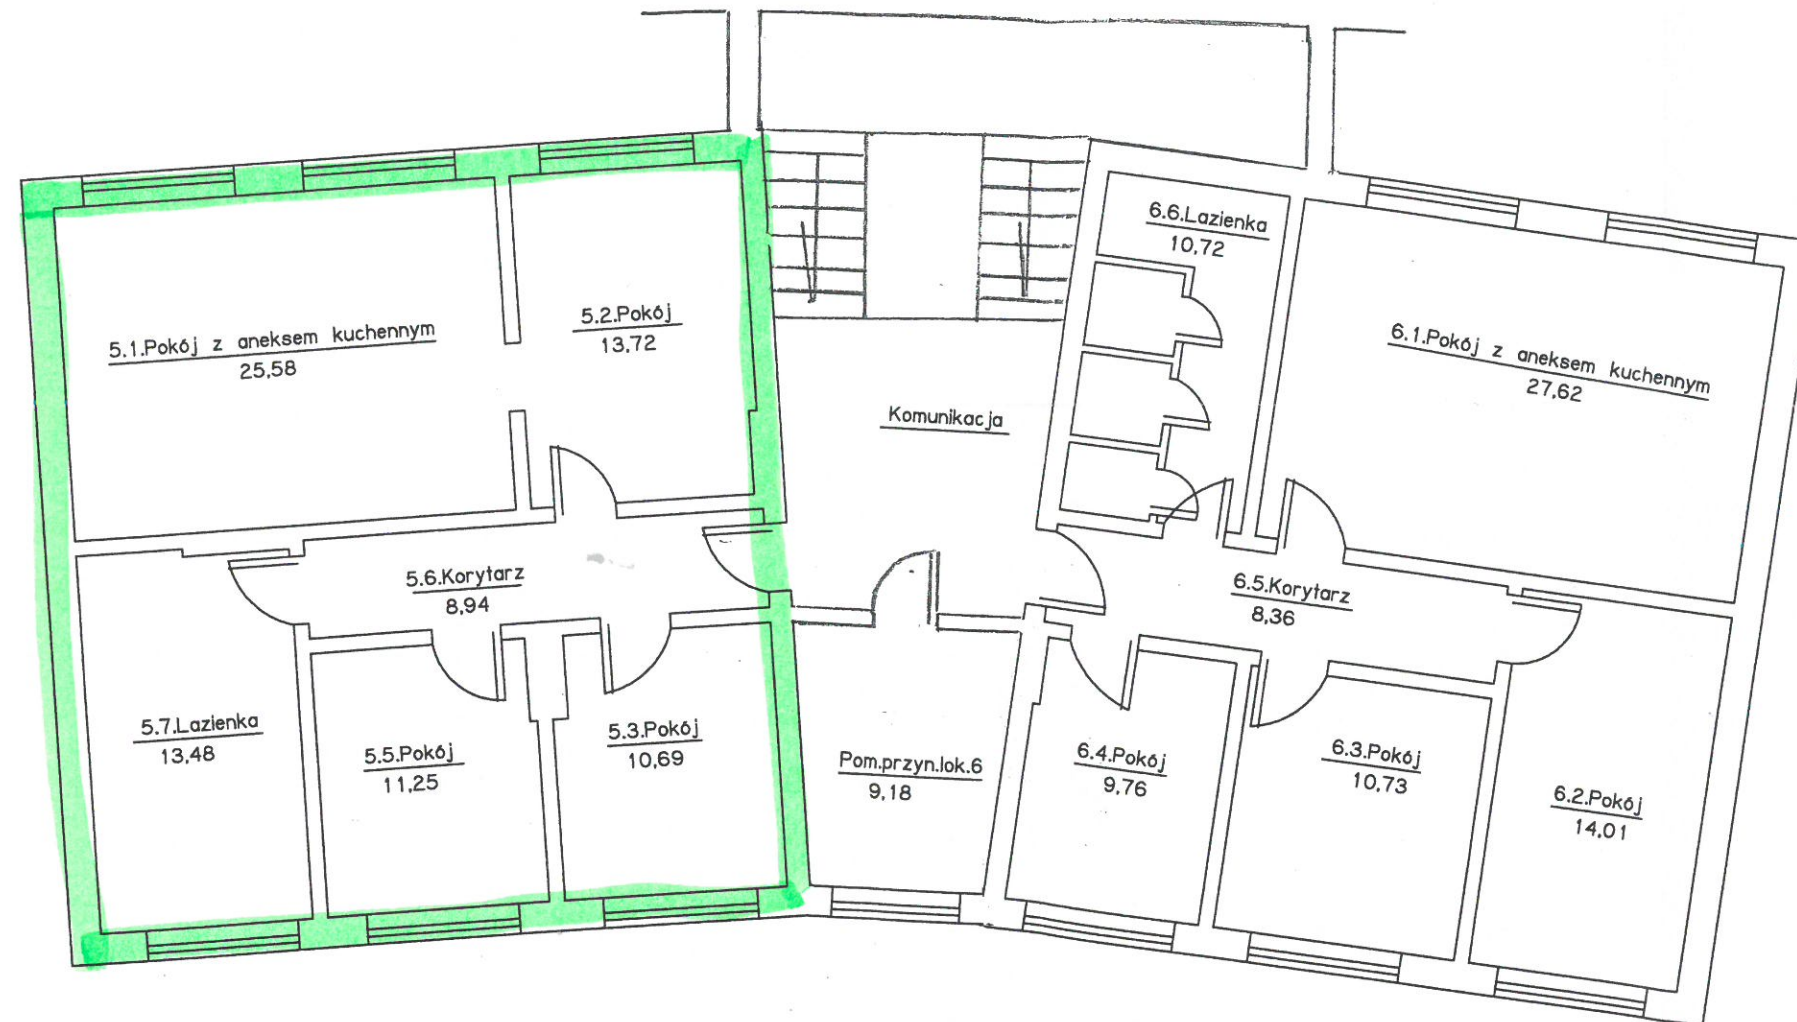 5.1.Pokój z aneksem kuchennym
25,58
5.2.Pokój
13,72
6.6.Lazienka
10,72
6.1.Pokój z aneksem kuchennym
27,62
Komunikacja
5.6.Korytarz
8,94
6.5.Korytarz
8,36
5.7.Lazienka
13,48
5.5.Pokój
11,25
5.3.Pokój
10,69
Pom.przyn.lok.6
9,18
6.4.Pokój
9,76
6.3.Pokój
10,73
6.2.Pokój
14,01